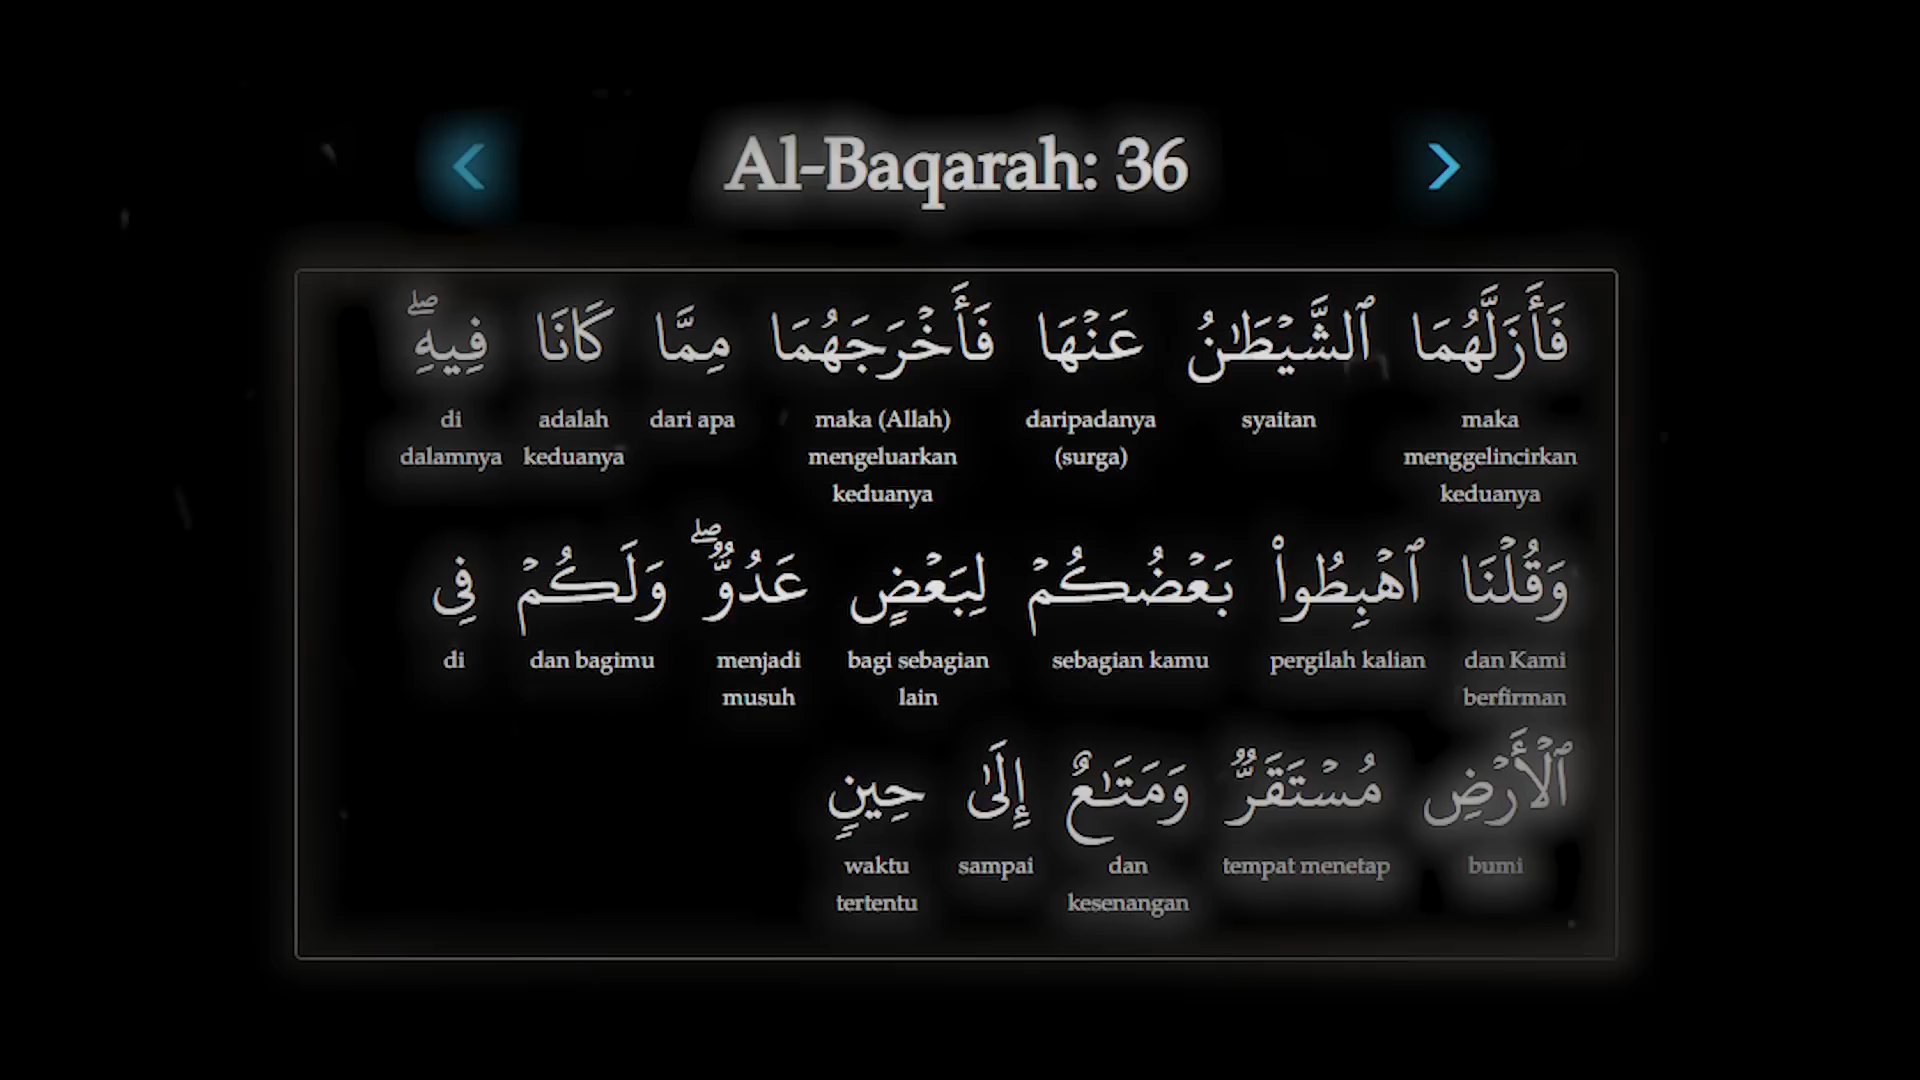 Al-Baqarah: 36
فَأَزَلَّهُمَا ٱلشَّيْطَٰنُ عَنْهَا فَأَخْرَجَهُمَا مِمَّا كَانَا فِيهِۖ
maka menggelincirkan keduanya syaitan daripadanya (surga) maka (Allah) mengeluarkan keduanya dari apa adalah keduanya di dalamnya
وَقُلْنَا ٱهْبِطُوا۟ بَعْضُكُمْ لِبَعْضٍ عَدُوٌّۖ وَلَكُمْ فِى
dan Kami berfirman pergilah kalian sebagian kamu bagi sebagian lain menjadi musuh dan bagimu di
ٱلْأَرْضِ مُسْتَقَرٌّ وَمَتَٰعٌ إِلَىٰ حِينٍ
bumi tempat menetap dan kesenangan sampai waktu tertentu